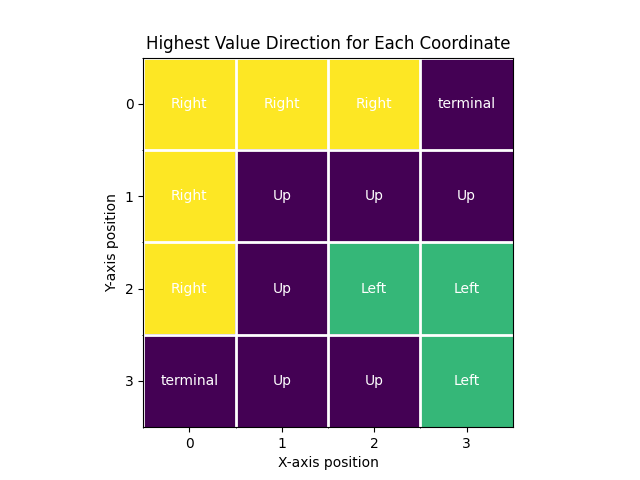 Highest Value Direction for Each Coordinate
0 Right Right Right terminal
1 Right Up Up Up
2 Right Up Left Left
3 terminal Up Up Left
0 1 2 3
X-axis position
Y-axis position